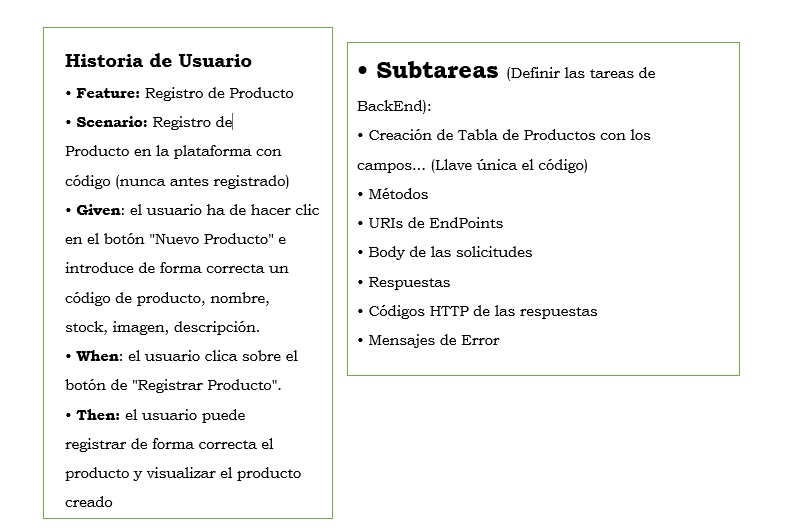 Historia de Usuario
• Feature: Registro de Producto
• Scenario: Registro de
Producto en la plataforma con
código (nunca antes registrado)
• Given: el usuario ha de hacer clic
en el botón "Nuevo Producto" e
introduce de forma correcta un
código de producto, nombre,
stock, imagen, descripción.
• When: el usuario clica sobre el
botón de "Registrar Producto".
• Then: el usuario puede
registrar de forma correcta el
producto y visualizar el producto
creado
• Subtareas (Definir las tareas de
BackEnd):
• Creación de Tabla de Productos con los
campos... (Llave única el código)
• Métodos
• URIs de EndPoints
• Body de las solicitudes
• Respuestas
• Códigos HTTP de las respuestas
• Mensajes de Error